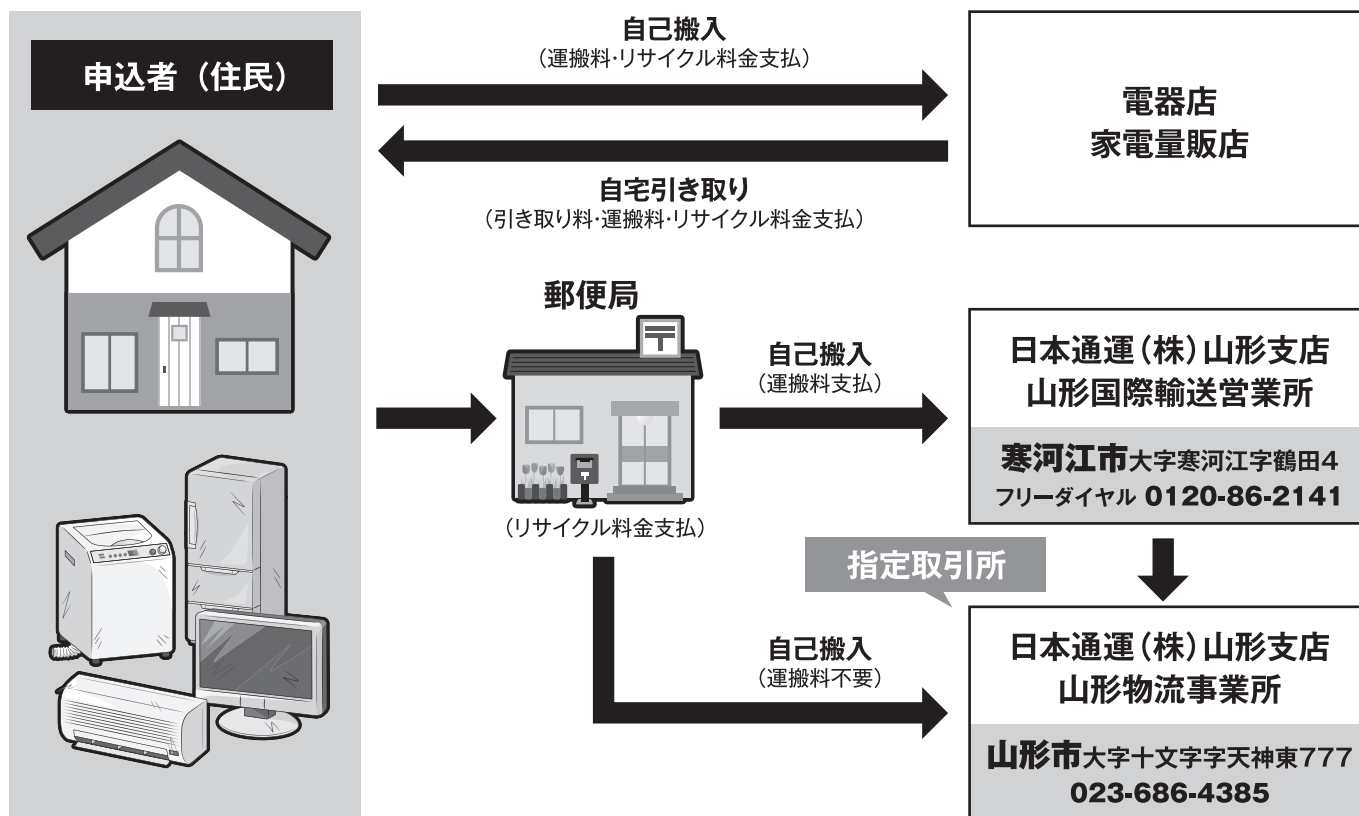 申込者（住民）
自己搬入
（運搬料・リサイクル料金支払）
自宅引き取り
（引き取り料・運搬料・リサイクル料金支払）
電器店
家電量販店
郵便局
（リサイクル料金支払）
自己搬入
（運搬料支払）
日本通運（株）山形支店
山形国際輸送営業所
寒河江市大字寒河江字鶴田4
フリーダイヤル 0120-86-2141
指定取引所
自己搬入
（運搬料不要）
日本通運（株）山形支店
山形物流事業所
山形市大字十文字字天神東777
023-686-4385